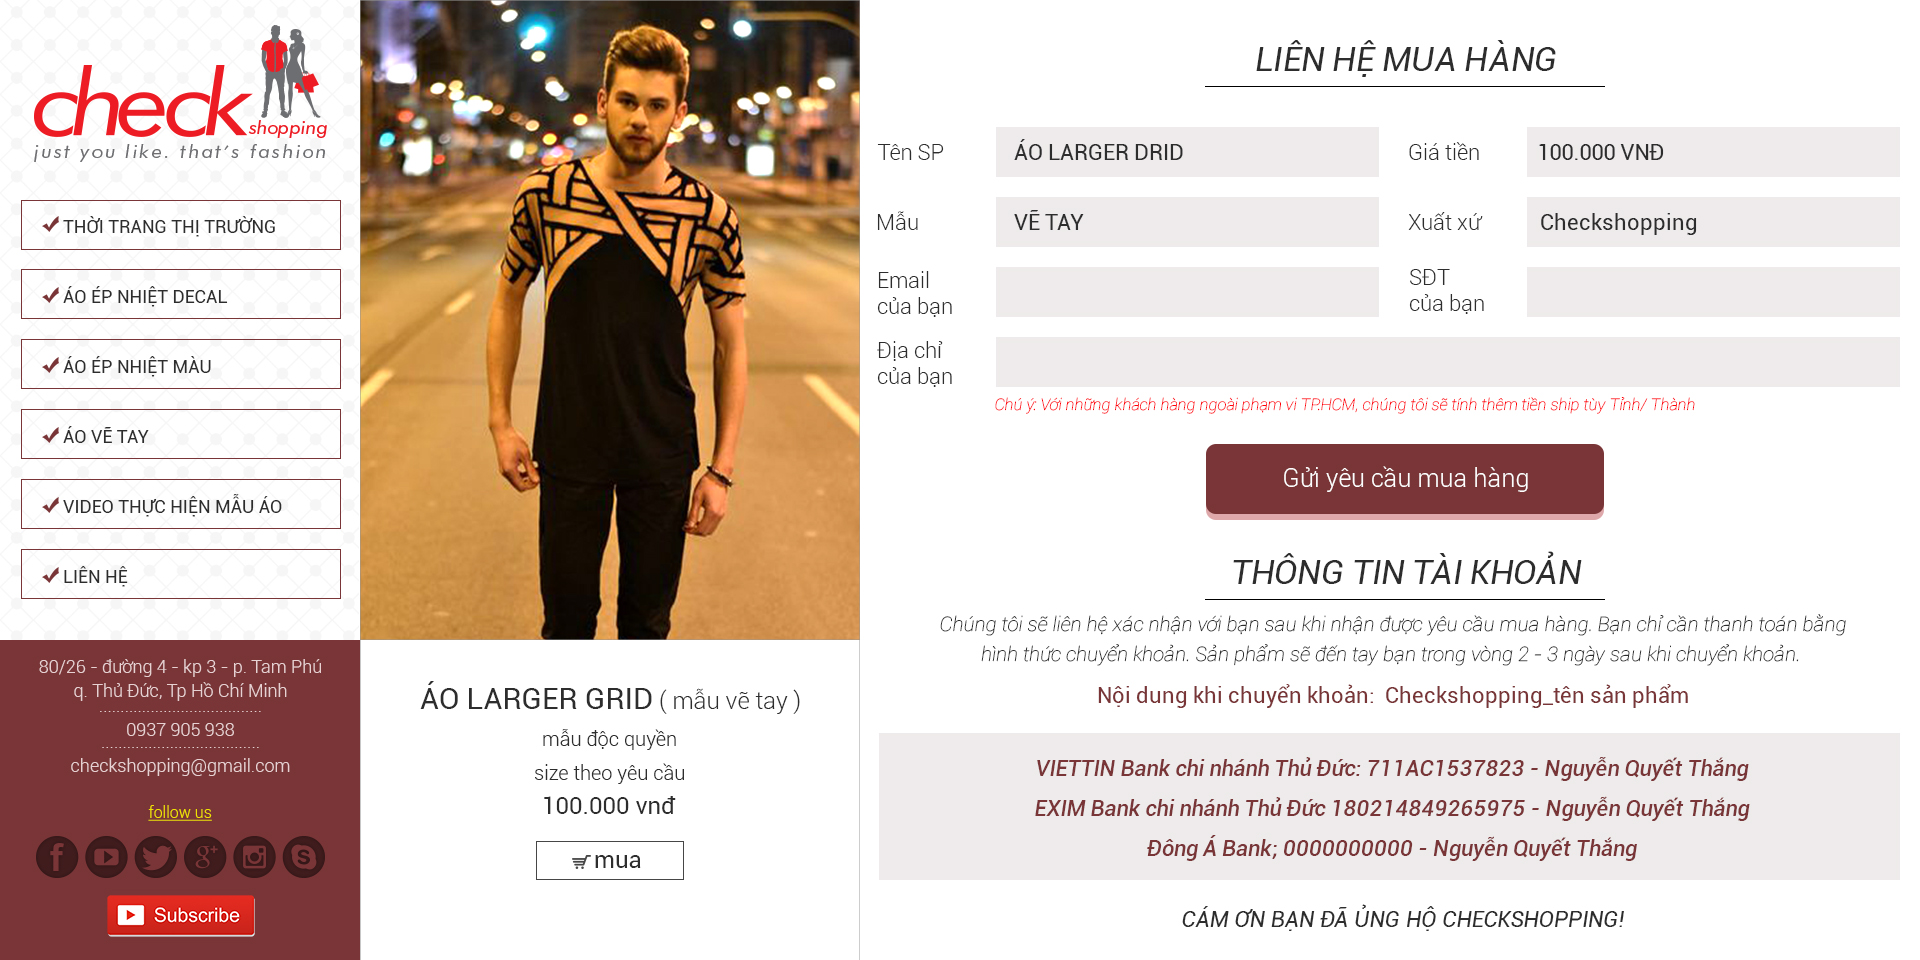 check
shopping
just you like. that's fashion
THỜI TRANG THỊ TRƯỜNG
ÁO ÉP NHIỆT DECAL
ÁO ÉP NHIỆT MÀU
ÁO VẼ TAY
VIDEO THỰC HIỆN MẪU ÁO
LIÊN HỆ
80/26 - đường 4 - kp 3 - p. Tam Phú
q. Thủ Đức, Tp Hồ Chí Minh
0937 905 938
checkshopping@gmail.com
follow us
Subscribe
ÁO LARGER GRID ( mẫu vẽ tay )
mẫu độc quyền
size theo yêu cầu
100.000 vnđ
mua
LIÊN HỆ MUA HÀNG
Tên SP ÁO LARGER DRID Giá tiền 100.000 VNĐ
Mẫu VẼ TAY Xuất xứ Checkshopping
Email
của bạn
SĐT
của bạn
Địa chỉ
của bạn
Chú ý: Với những khách hàng ngoài phạm vi TP.HCM, chúng tôi sẽ tính thêm tiền ship tùy Tỉnh/ Thành
Gửi yêu cầu mua hàng
THÔNG TIN TÀI KHOẢN
Chúng tôi sẽ liên hệ xác nhận với bạn sau khi nhận được yêu cầu mua hàng. Bạn chỉ cần thanh toán bằng
hình thức chuyển khoản. Sản phẩm sẽ đến tay bạn trong vòng 2 - 3 ngày sau khi chuyển khoản.
Nội dung khi chuyển khoản: Checkshopping_tên sản phẩm
VIETTIN Bank chi nhánh Thủ Đức: 711AC1537823 - Nguyễn Quyết Thắng
EXIM Bank chi nhánh Thủ Đức 180214849265975 - Nguyễn Quyết Thắng
Đông Á Bank; 0000000000 - Nguyễn Quyết Thắng
CÁM ƠN BẠN ĐÃ ỦNG HỘ CHECKSHOPPING!